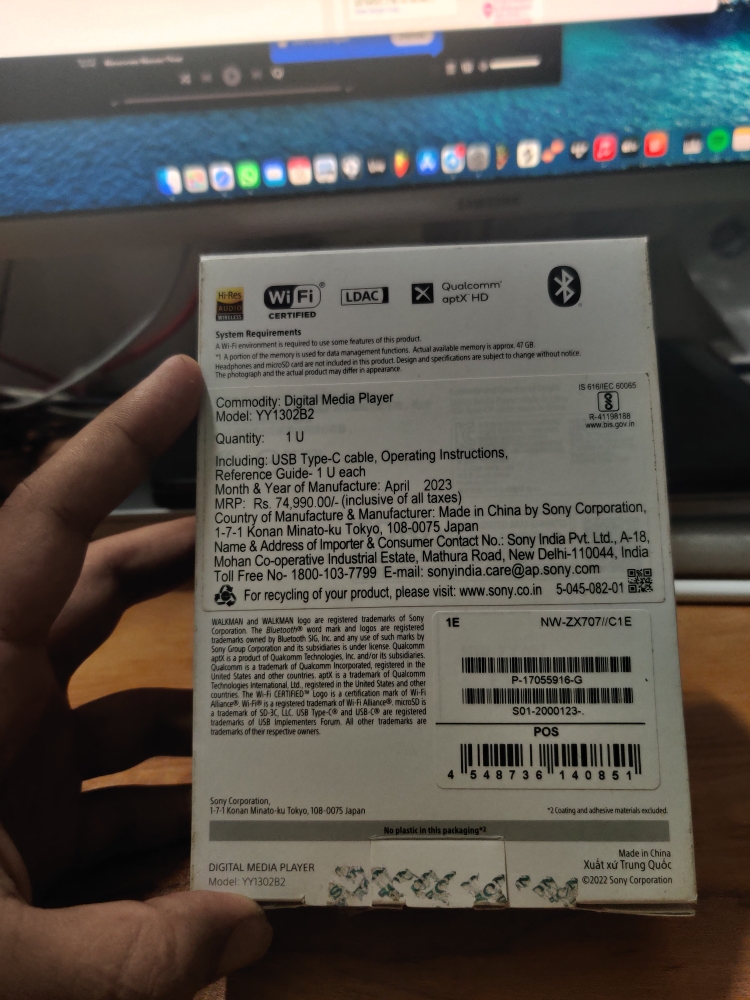 Hi-Res
AUDIO
WIRELESS
Wi Fi®
CERTIFIED
LDAC
Qualcomm®
aptX™ HD
System Requirements
A Wi-Fi environment is required to use some features of this product.
*1 A portion of the memory is used for data management functions. Actual available memory is approx. 47 GB.
Headphones and microSD card are not included in this product. Design and specifications are subject to change without notice.
The photograph and the actual product may differ in appearance.
Commodity: Digital Media Player
Model: YY1302B2
Quantity: 1 U
IS 616/IEC 60065
R-41198188
www.bis.gov.in
Including: USB Type-C cable, Operating Instructions,
Reference Guide- 1 U each
Month & Year of Manufacture: April 2023
MRP: Rs. 74,990.00/- (inclusive of all taxes)
Country of Manufacture & Manufacturer: Made in China by Sony Corporation,
1-7-1 Konan Minato-ku Tokyo, 108-0075 Japan
Name & Address of Importer & Consumer Contact No.: Sony India Pvt. Ltd., A-18,
Mohan Co-operative Industrial Estate, Mathura Road, New Delhi-110044, India
Toll Free No- 1800-103-7799 E-mail: sonyindia.care@ap.sony.com
For recycling of your product, please visit: www.sony.co.in 5-045-082-01
WALKMAN and WALKMAN logo are registered trademarks of Sony
Corporation. The Bluetooth® word mark and logos are registered
trademarks owned by Bluetooth SIG, Inc. and any use of such marks by
Sony Group Corporation and its subsidiaries is under license. Qualcomm
aptX is a product of Qualcomm Technologies, Inc. and/or its subsidiaries.
Qualcomm is a trademark of Qualcomm Incorporated, registered in the
United States and other countries. aptX is a trademark of Qualcomm
Technologies International, Ltd., registered in the United States and other
countries. The Wi-Fi CERTIFIED™ Logo is a certification mark of Wi-Fi
Alliance®. Wi-Fi® is a registered trademark of Wi-Fi Alliance®. microSD is
a trademark of SD-3C, LLC. USB Type-C® and USB-C® are registered
trademarks of USB Implementers Forum. All other trademarks are
trademarks of their respective owners.
1E NW-ZX707//C1E
P-17055916-G
S01-2000123-.
POS
4 548736 140851
Sony Corporation,
1-7-1 Konan Minato-ku Tokyo, 108-0075 Japan
*2 Coating and adhesive materials excluded.
No plastic in this packaging*2
DIGITAL MEDIA PLAYER
Model: YY1302B2
Made in China
Xuất xứ Trung Quốc
©2022 Sony Corporation